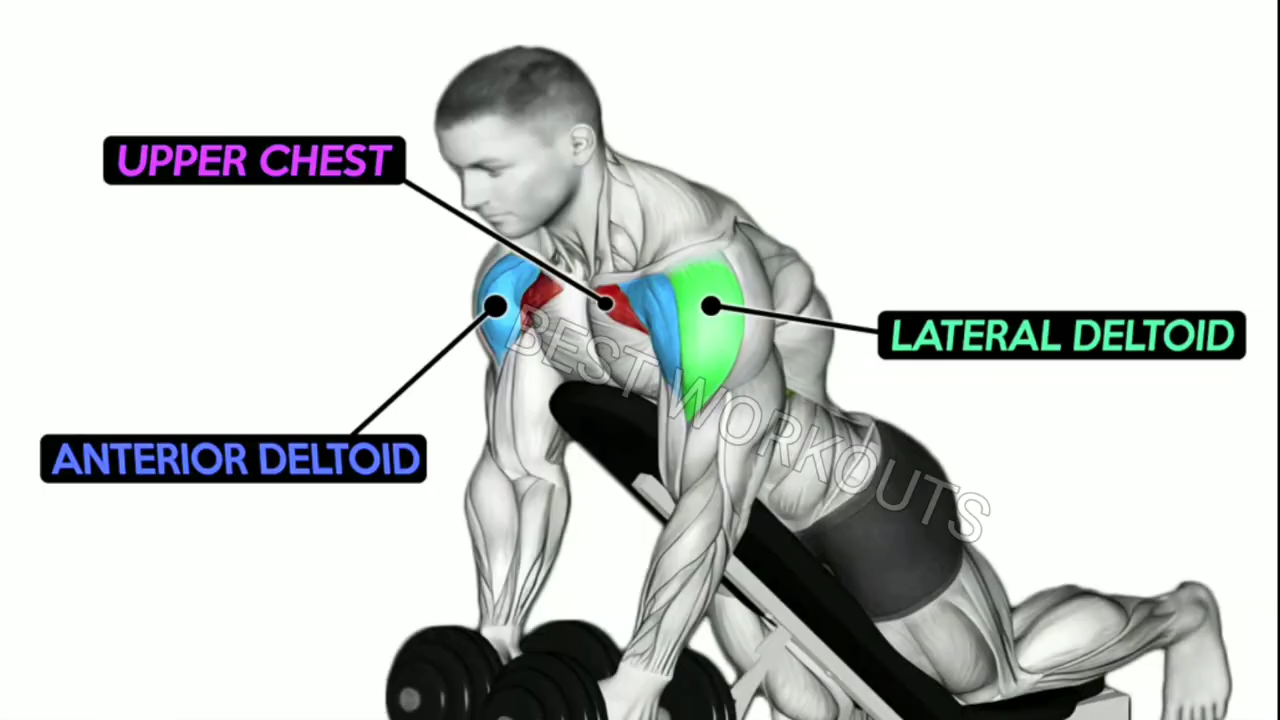 UPPER CHEST
LATERAL DELTOID
ANTERIOR DELTOID
BEST WORKOUTS